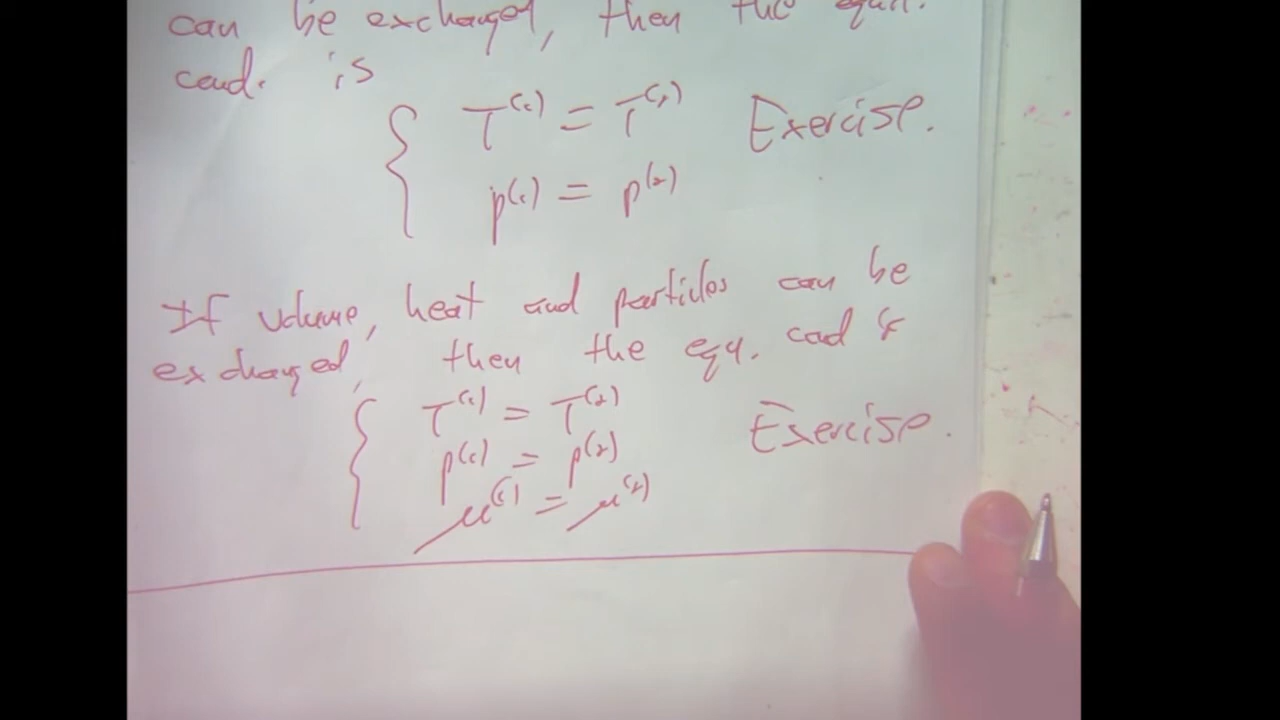 can be exchanged, then the equil.
cond. is
T⁽¹⁾ = T⁽²⁾ Exercise.
p⁽¹⁾ = p⁽²⁾
If volume, heat and particles can be
exchanged, then the equ. cond is
T⁽¹⁾ = T⁽²⁾ Exercise.
p⁽¹⁾ = p⁽²⁾
μ⁽¹⁾ = μ⁽²⁾